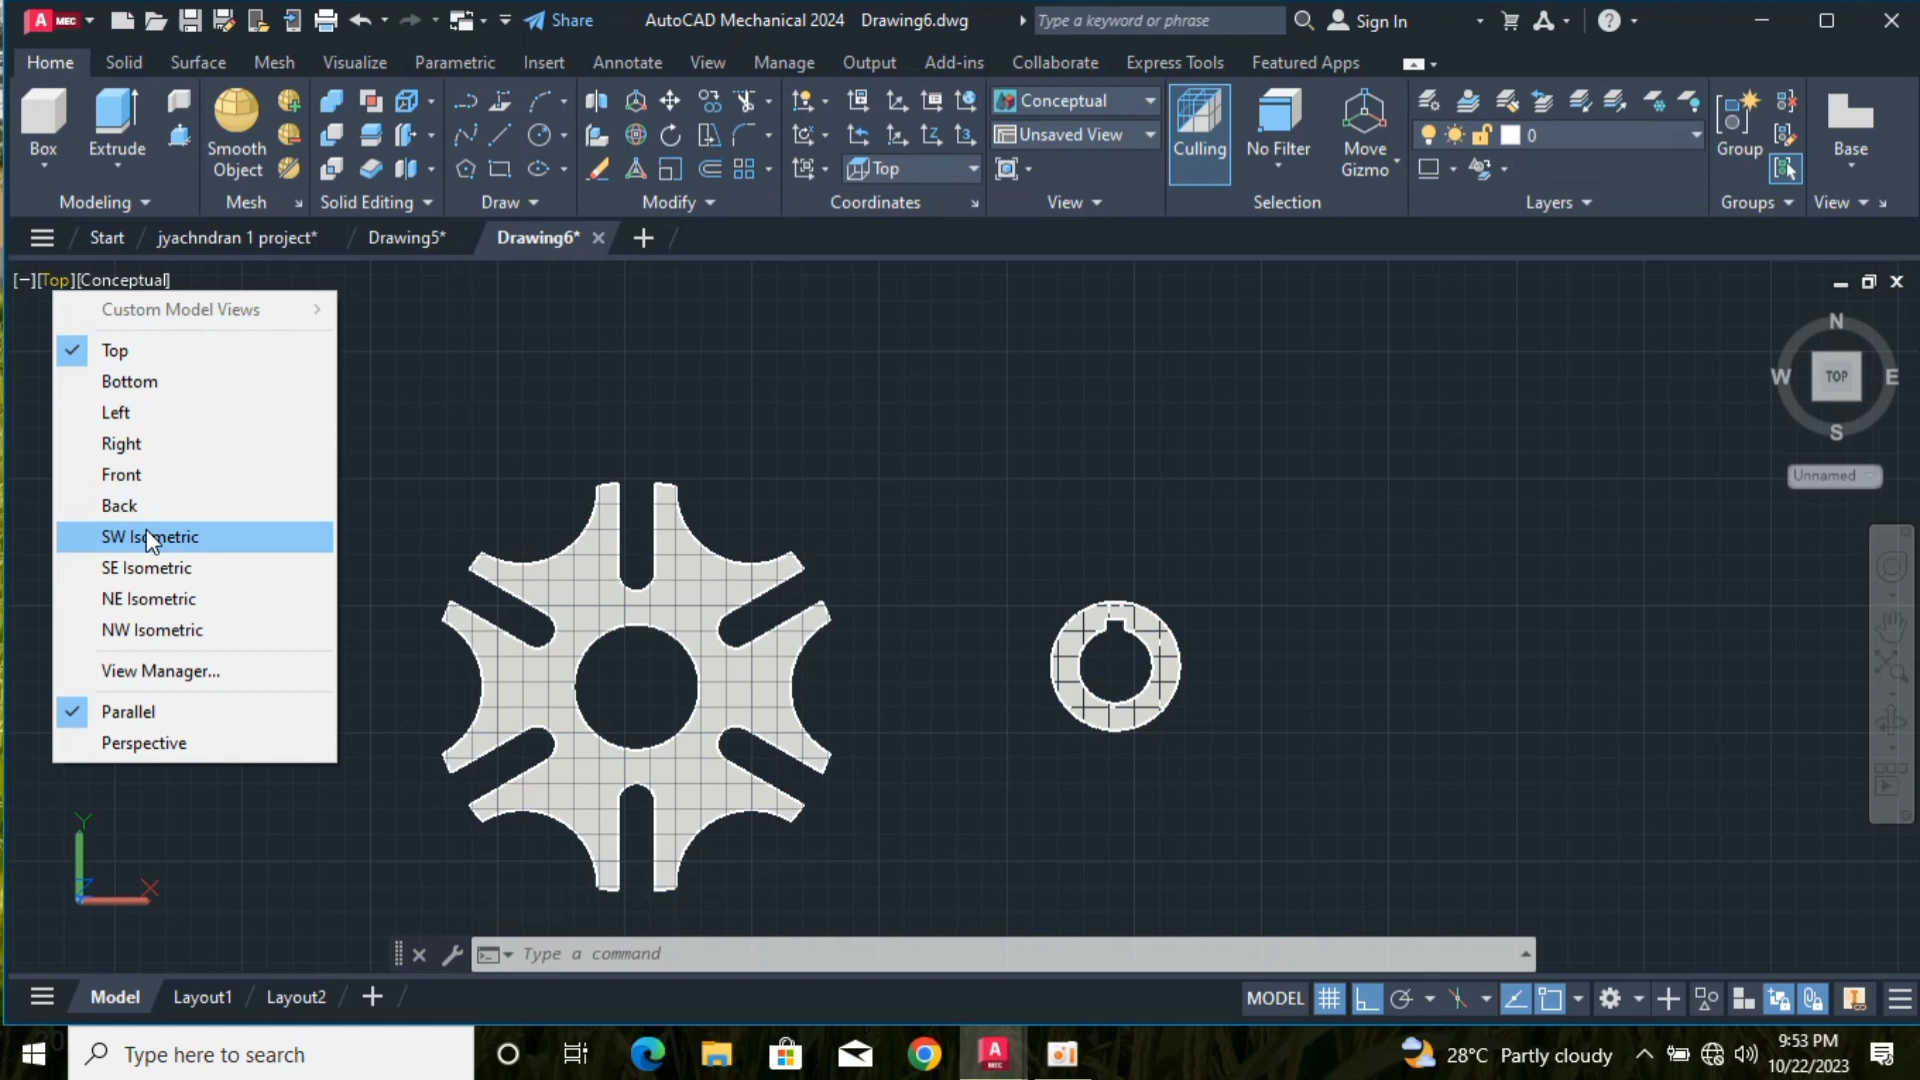 A MEC Share AutoCAD Mechanical 2024 Drawing6.dwg Type a keyword or phrase Sign In
Home Solid Surface Mesh Visualize Parametric Insert Annotate View Manage Output Add-ins Collaborate Express Tools Featured Apps
Conceptual
Unsaved View
Box Extrude Smooth Object Top Culling No Filter Move Gizmo 0 Group Base
Modeling Mesh Solid Editing Draw Modify Coordinates View Selection Layers Groups View
Start jyachndran 1 project* Drawing5* Drawing6*
[−][Top][Conceptual]
Custom Model Views
Top
Bottom
Left
Right
Front
Back
SW Isometric
SE Isometric
NE Isometric
NW Isometric
View Manager...
Parallel
Perspective
N
W TOP E
S
Unnamed
Y
Z X
Type a command
Model Layout1 Layout2 MODEL
Type here to search 28°C Partly cloudy 9:53 PM
10/22/2023